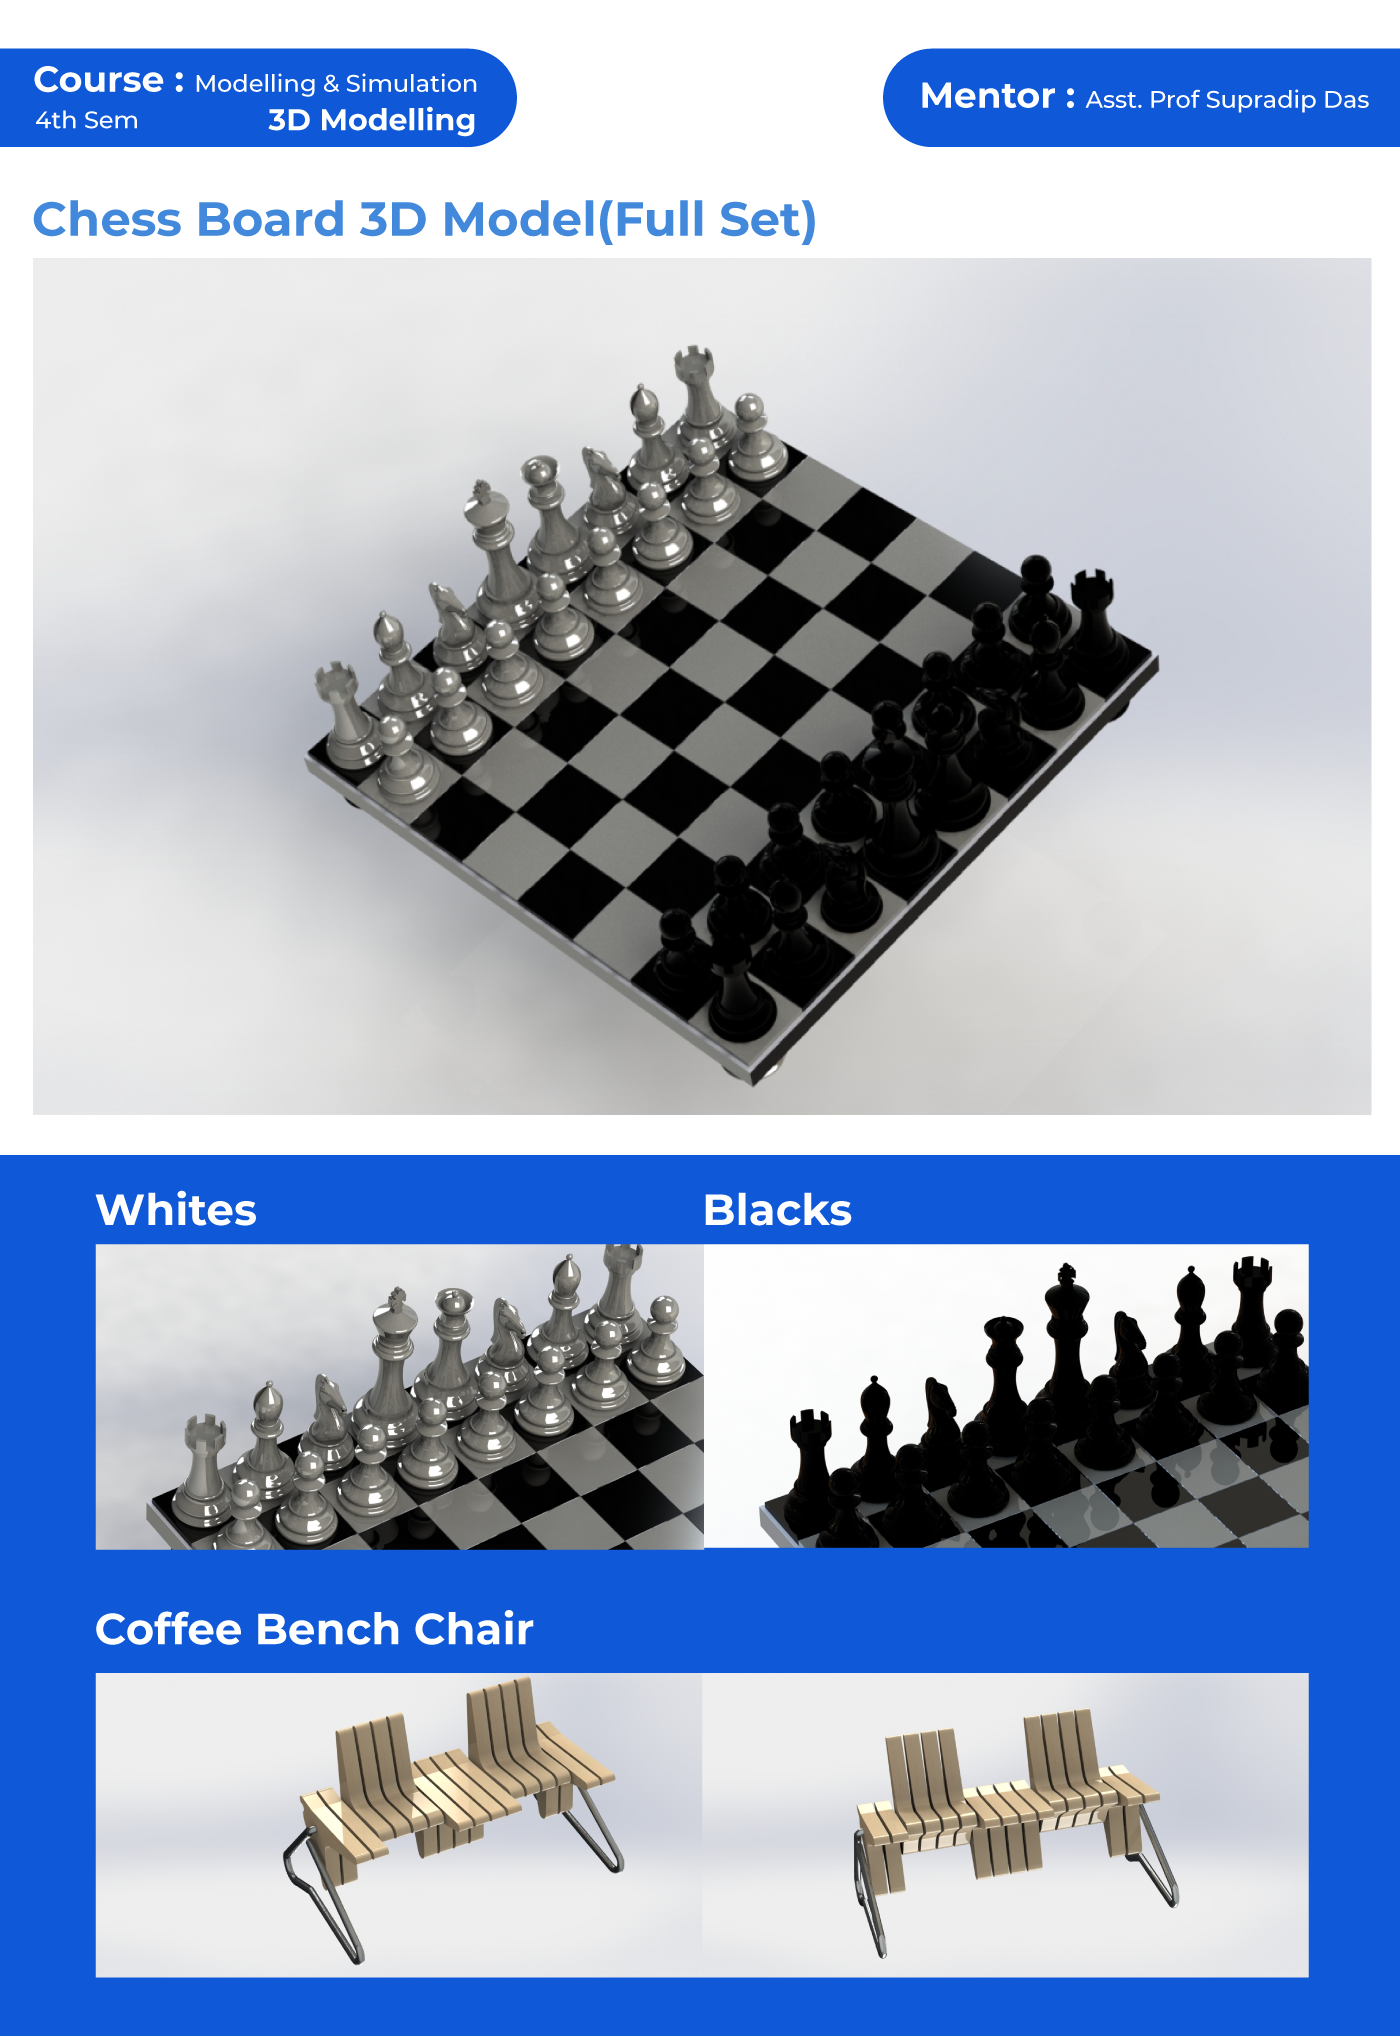 Course : Modelling & Simulation
4th Sem 3D Modelling
Mentor : Asst. Prof Supradip Das
Chess Board 3D Model(Full Set)
Whites
Blacks
Coffee Bench Chair